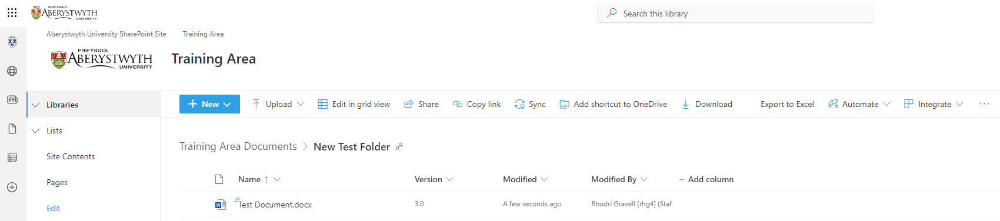 1872
PRIFYSGOL
ABERYSTWYTH
UNIVERSITY
Search this library
Aberystwyth University SharePoint Site Training Area
PRIFYSGOL
ABERYSTWYTH
UNIVERSITY
Training Area
Libraries
Lists
Site Contents
Pages
Edit
New Upload Edit in grid view Share Copy link Sync Add shortcut to OneDrive Download Export to Excel Automate Integrate ...
Training Area Documents > New Test Folder
Name Version Modified Modified By + Add column
Test Document.docx 3.0 A few seconds ago Rhodri Gravell [rhg4] (Staf